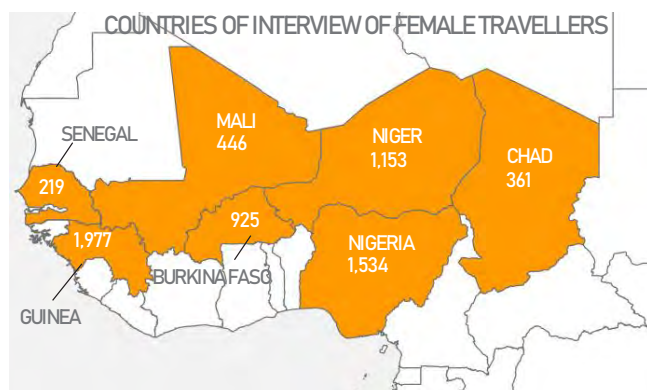 COUNTRIES OF INTERVIEW OF FEMALE TRAVELLERS
MALI
446
NIGER
1,153
CHAD
361
SENEGAL
219
925
1,977
NIGERIA
1,534
BURKINA FASO
GUINEA